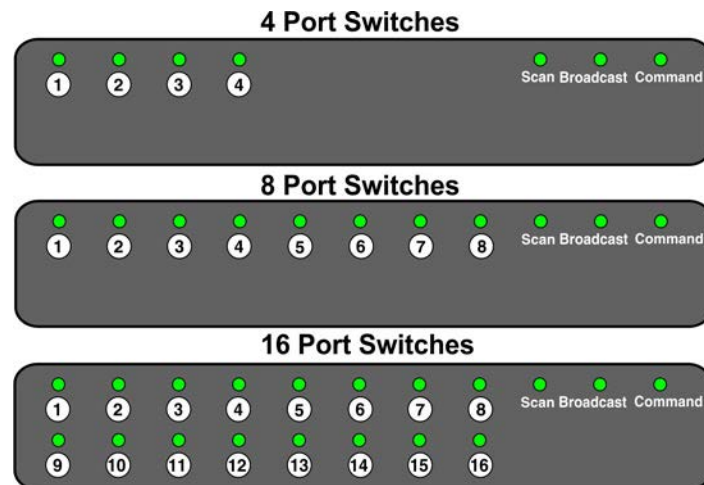 4 Port Switches
Scan Broadcast Command
1 2 3 4
8 Port Switches
Scan Broadcast Command
1 2 3 4 5 6 7 8
16 Port Switches
Scan Broadcast Command
1 2 3 4 5 6 7 8
9 10 11 12 13 14 15 16